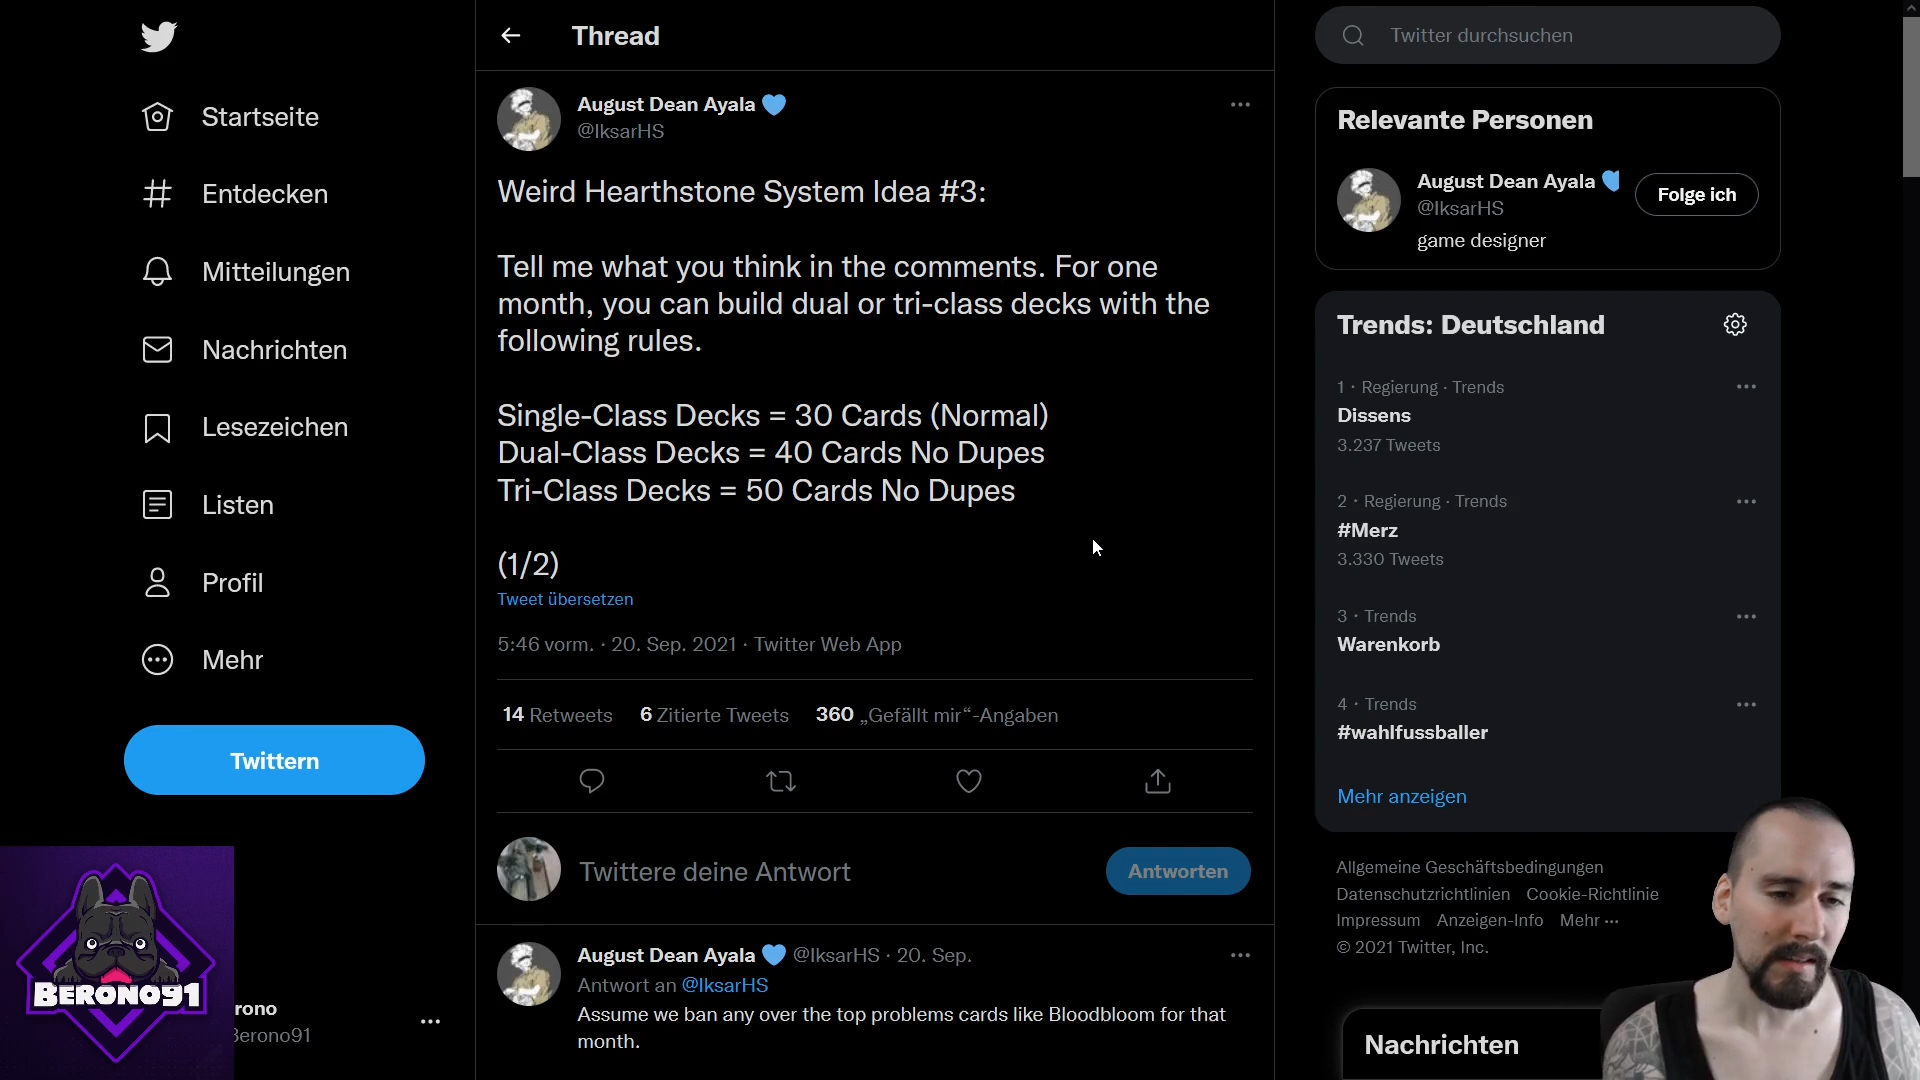 Thread
Twitter durchsuchen
Startseite
Entdecken
Mitteilungen
Nachrichten
Lesezeichen
Listen
Profil
Mehr
Twittern
BERONO91
rono
Berono91
August Dean Ayala
@IksarHS
Weird Hearthstone System Idea #3:
Tell me what you think in the comments. For one
month, you can build dual or tri-class decks with the
following rules.
Single-Class Decks = 30 Cards (Normal)
Dual-Class Decks = 40 Cards No Dupes
Tri-Class Decks = 50 Cards No Dupes
(1/2)
Tweet übersetzen
5:46 vorm. · 20. Sep. 2021 · Twitter Web App
14 Retweets 6 Zitierte Tweets 360 „Gefällt mir“-Angaben
Twittere deine Antwort
Antworten
August Dean Ayala @IksarHS · 20. Sep.
Antwort an @IksarHS
Assume we ban any over the top problems cards like Bloodbloom for that
month.
Relevante Personen
August Dean Ayala
@IksarHS
Folge ich
game designer
Trends: Deutschland
1 · Regierung · Trends
Dissens
3.237 Tweets
2 · Regierung · Trends
#Merz
3.330 Tweets
3 · Trends
Warenkorb
4 · Trends
#wahlfussballer
Mehr anzeigen
Allgemeine Geschäftsbedingungen
Datenschutzrichtlinien Cookie-Richtlinie
Impressum Anzeigen-Info Mehr ···
© 2021 Twitter, Inc.
Nachrichten